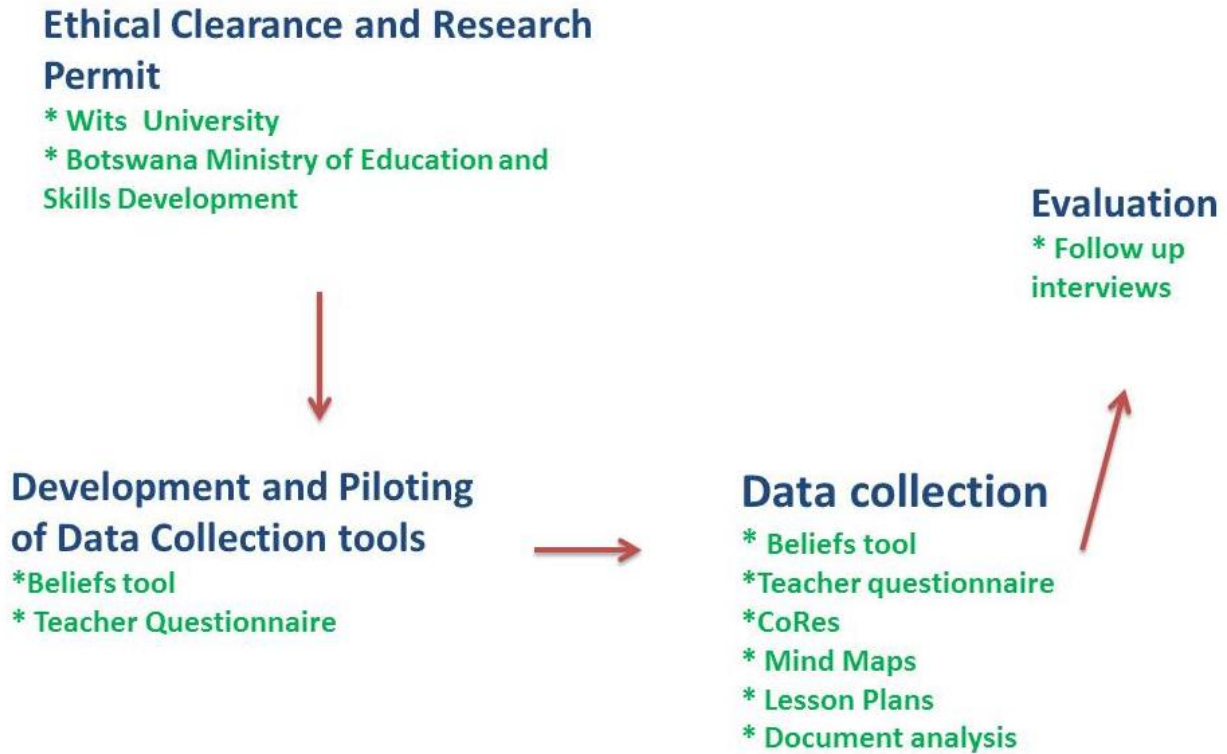 Ethical Clearance and Research
Permit
* Wits University
* Botswana Ministry of Education and
Skills Development
Development and Piloting
of Data Collection tools
*Beliefs tool
* Teacher Questionnaire
Data collection
* Beliefs tool
*Teacher questionnaire
*CoRes
* Mind Maps
* Lesson Plans
* Document analysis
Evaluation
* Follow up
interviews